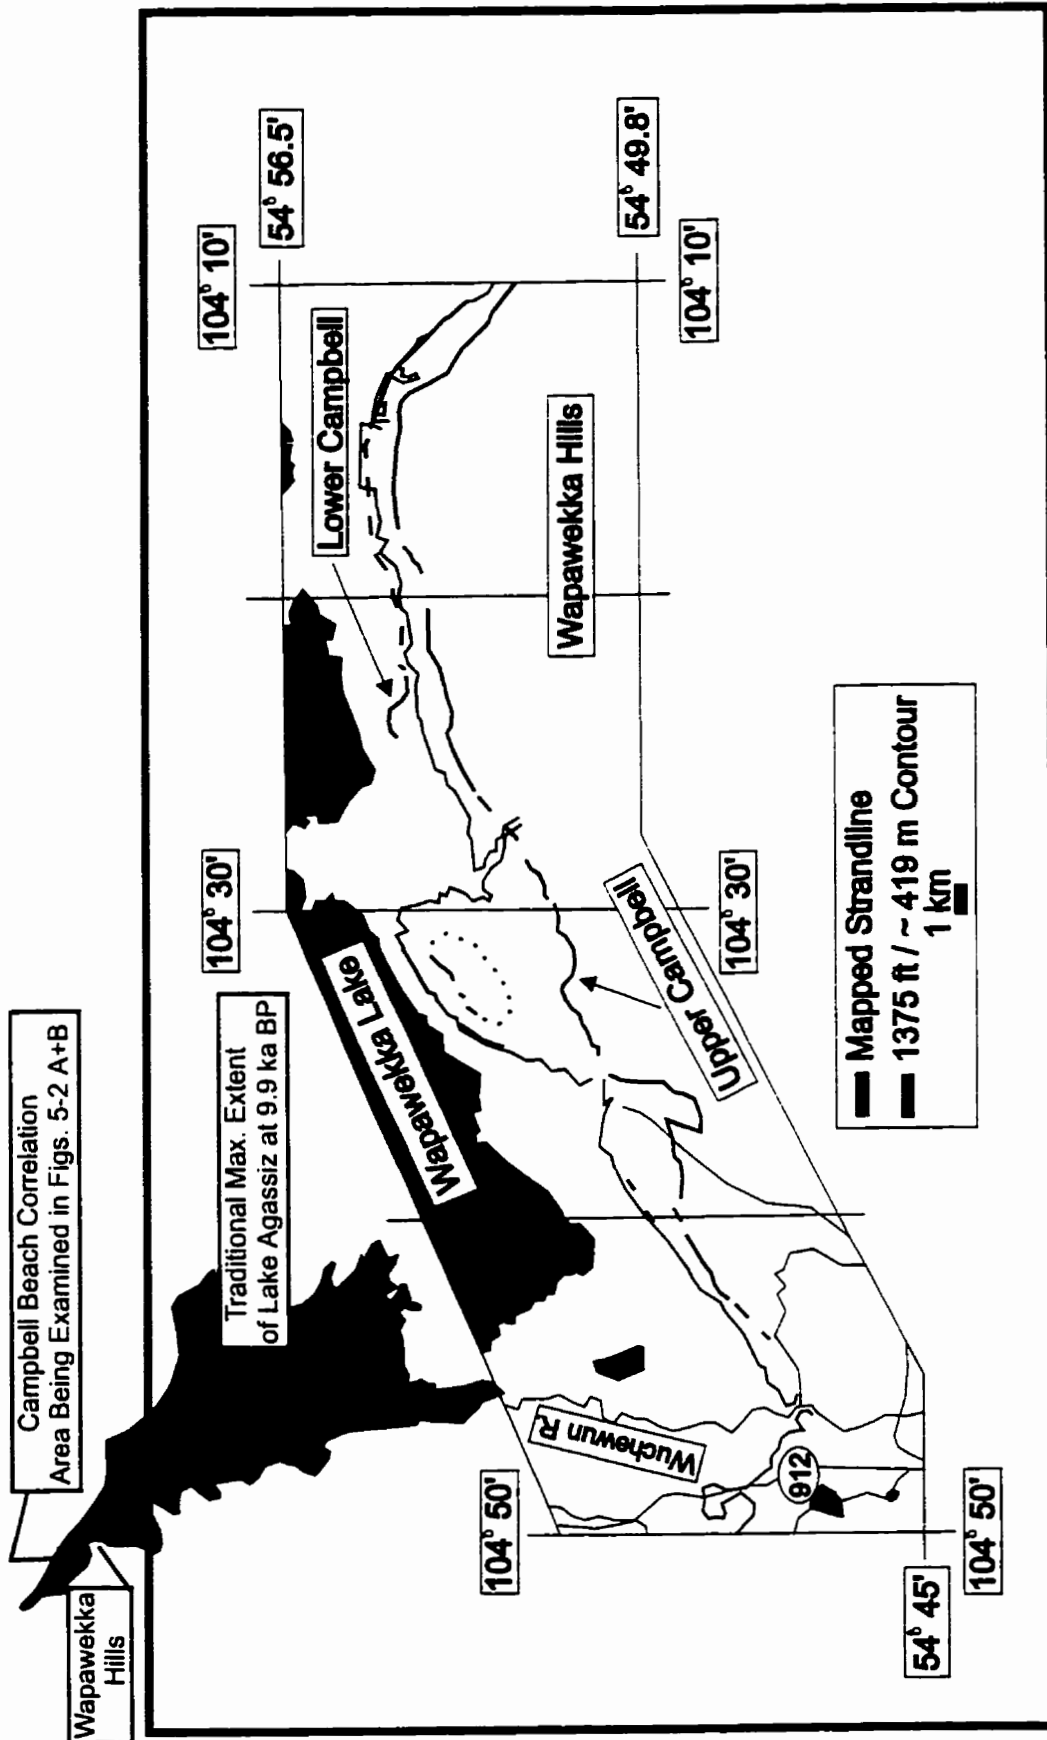 Campbell Beach Correlation
Area Being Examined in Figs. 5-2 A+B
Wapawekka
Hills
Traditional Max. Extent
of Lake Agassiz at 9.9 ka BP
104° 50'
104° 30'
104° 10'
54° 56.5'
Wapawekka Lake
Lower Campbell
Wuchewun R
912
Upper Campbell
Wapawekka Hills
54° 49.8'
54° 45'
104° 50'
104° 30'
104° 10'
Mapped Strandline
1375 ft / ~ 419 m Contour
1 km